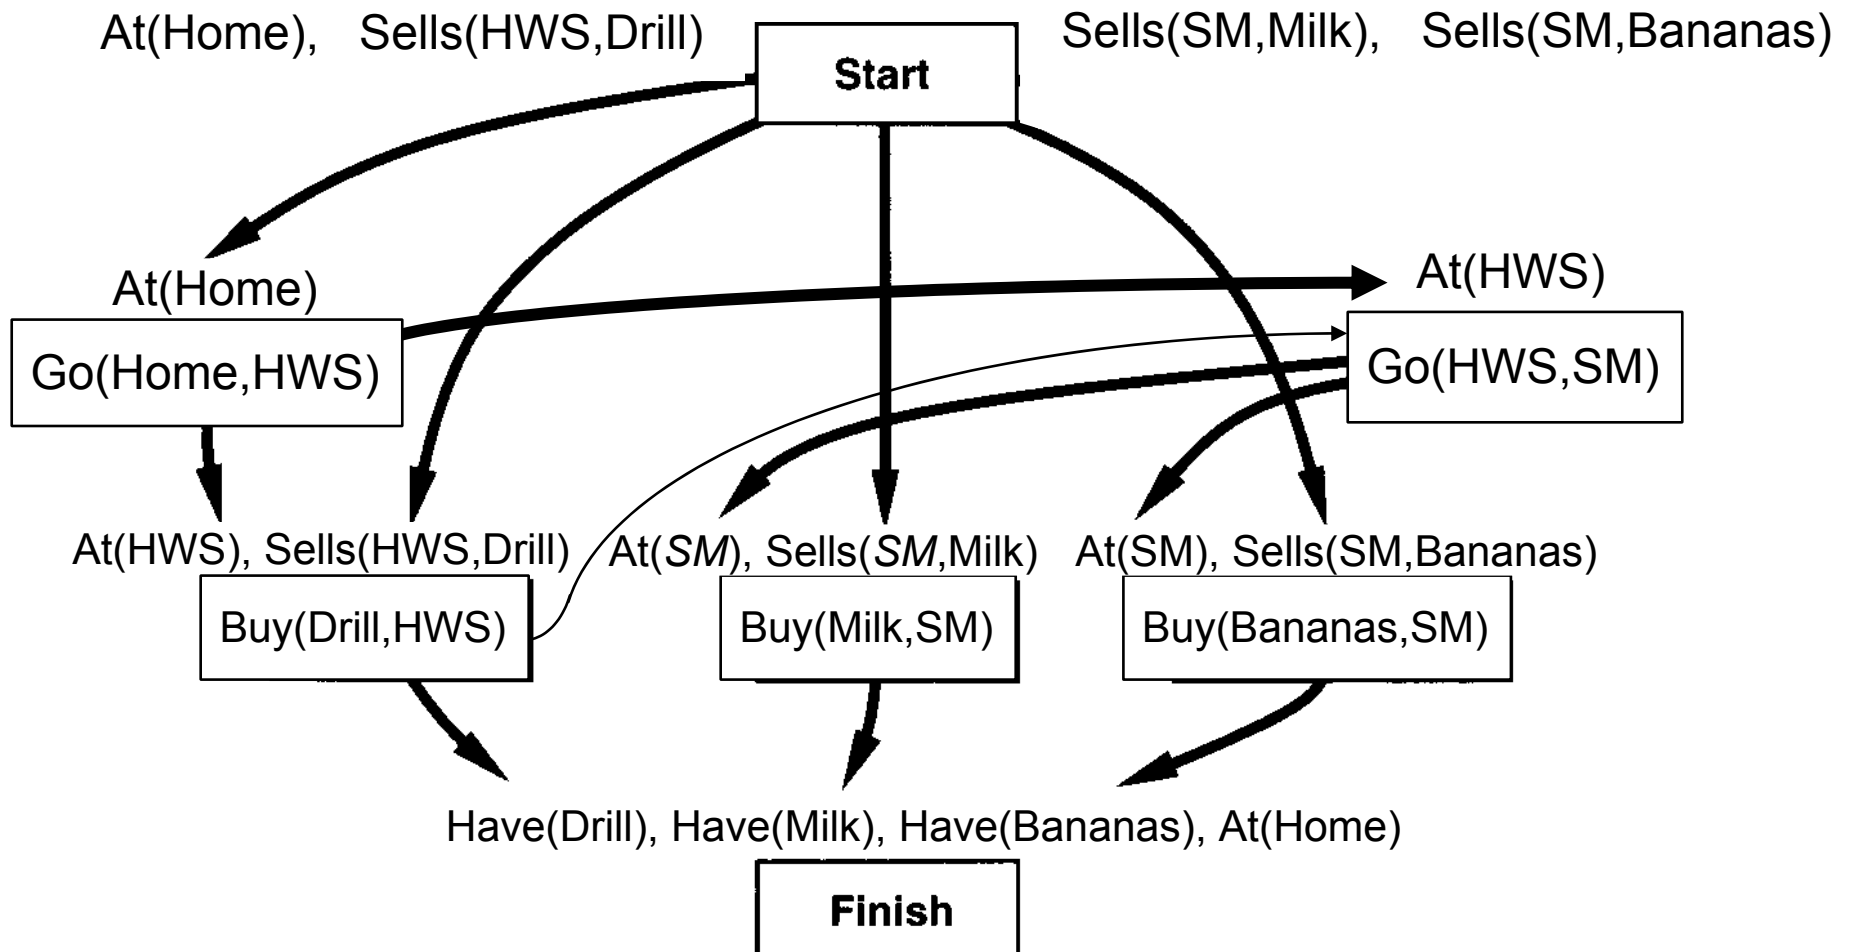 At(Home), Sells(HWS,Drill)
Start
Sells(SM,Milk), Sells(SM,Bananas)
At(Home)
At(HWS)
Go(Home,HWS)
Go(HWS,SM)
At(HWS), Sells(HWS,Drill)
At(SM), Sells(SM,Milk)
At(SM), Sells(SM,Bananas)
Buy(Drill,HWS)
Buy(Milk,SM)
Buy(Bananas,SM)
Have(Drill), Have(Milk), Have(Bananas), At(Home)
Finish